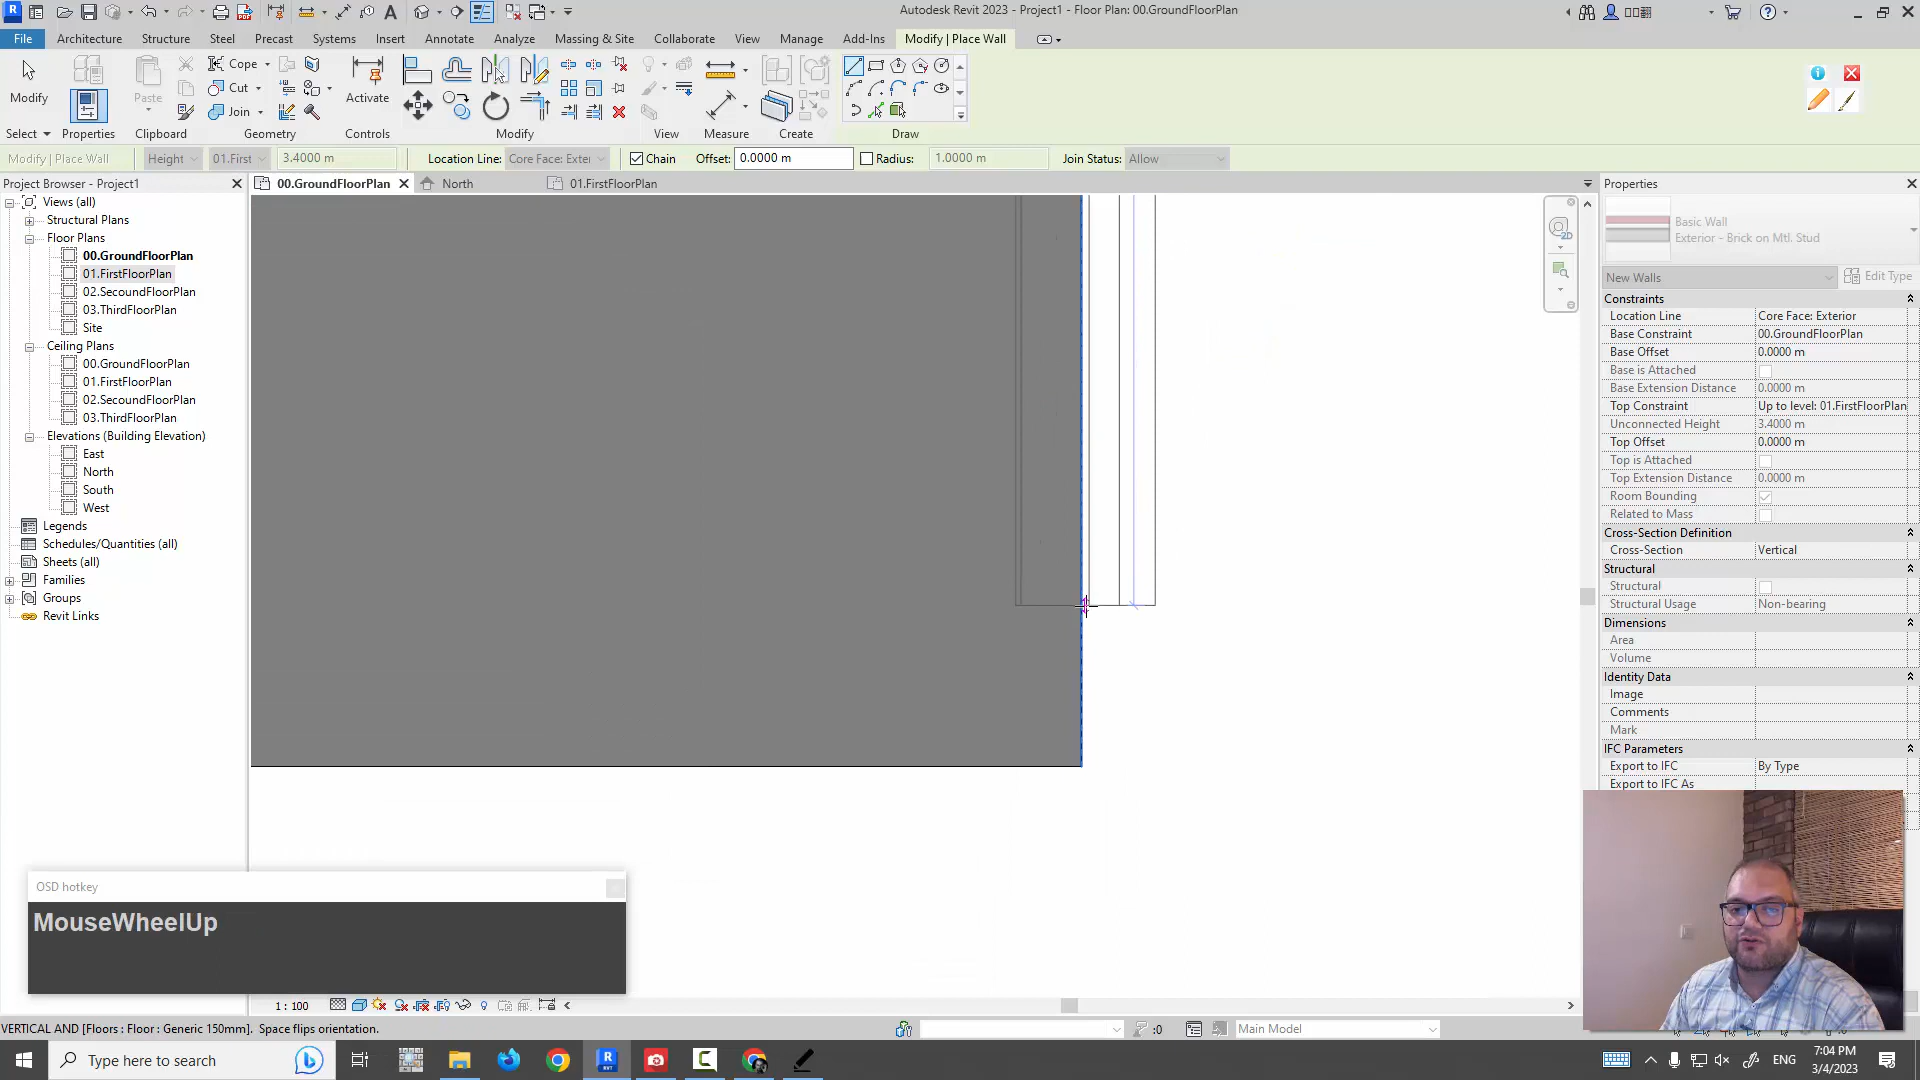 Autodesk Revit 2023 - Project1 - Floor Plan: 00.GroundFloorPlan
File Architecture Structure Steel Precast Systems Insert Annotate Analyze Massing & Site Collaborate View Manage Add-Ins Modify | Place Wall
Modify
Paste
Cope
Cut
Join
Activate
Select Properties Clipboard Geometry Controls Modify View Measure Create Draw
Modify | Place Wall Height 01.First 3.4000 m Location Line: Core Face: Exter Chain Offset: 0.0000 m Radius: 1.0000 m Join Status: Allow
Project Browser - Project1
00.GroundFloorPlan North 01.FirstFloorPlan
Properties
Views (all)
Structural Plans
Floor Plans
00.GroundFloorPlan
01.FirstFloorPlan
02.SecoundFloorPlan
03.ThirdFloorPlan
Site
Ceiling Plans
00.GroundFloorPlan
01.FirstFloorPlan
02.SecoundFloorPlan
03.ThirdFloorPlan
Elevations (Building Elevation)
East
North
South
West
Legends
Schedules/Quantities (all)
Sheets (all)
Families
Groups
Revit Links
2D
Basic Wall
Exterior - Brick on Mtl. Stud
New Walls Edit Type
Constraints
Location Line Core Face: Exterior
Base Constraint 00.GroundFloorPlan
Base Offset 0.0000 m
Base is Attached
Base Extension Distance 0.0000 m
Top Constraint Up to level: 01.FirstFloorPlan
Unconnected Height 3.4000 m
Top Offset 0.0000 m
Top is Attached
Top Extension Distance 0.0000 m
Room Bounding
Related to Mass
Cross-Section Definition
Cross-Section Vertical
Structural
Structural
Structural Usage Non-bearing
Dimensions
Area
Volume
Identity Data
Image
Comments
Mark
IFC Parameters
Export to IFC By Type
Export to IFC As
OSD hotkey
MouseWheelUp
1 : 100
VERTICAL AND [Floors : Floor : Generic 150mm]. Space flips orientation.
:0
Main Model
Type here to search
ENG
7:04 PM
3/4/2023